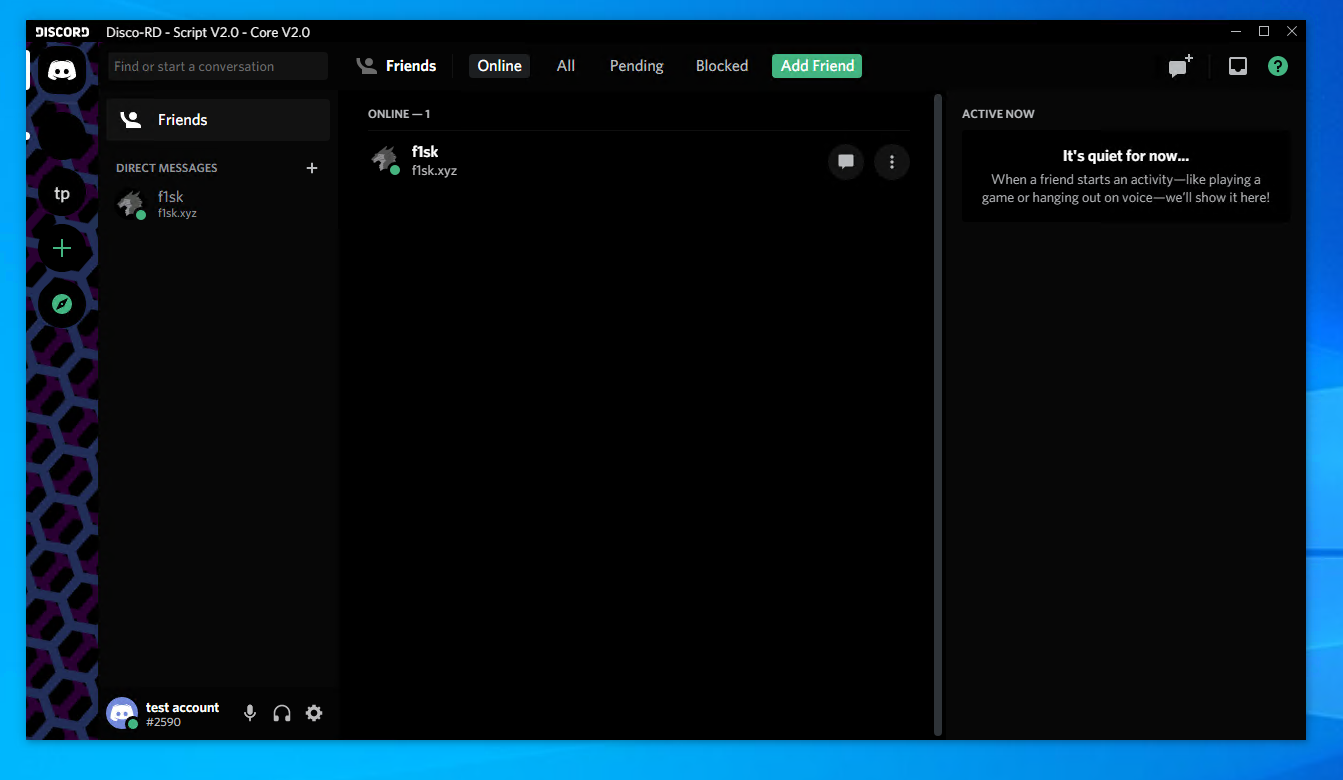 DISCORD Disco-RD - Script V2.0 - Core V2.0
Find or start a conversation
Friends Online All Pending Blocked Add Friend
?
tp
Friends
DIRECT MESSAGES +
f1sk
f1sk.xyz
ONLINE — 1
f1sk
f1sk.xyz
ACTIVE NOW
It's quiet for now...
When a friend starts an activity—like playing a
game or hanging out on voice—we'll show it here!
test account
#2590